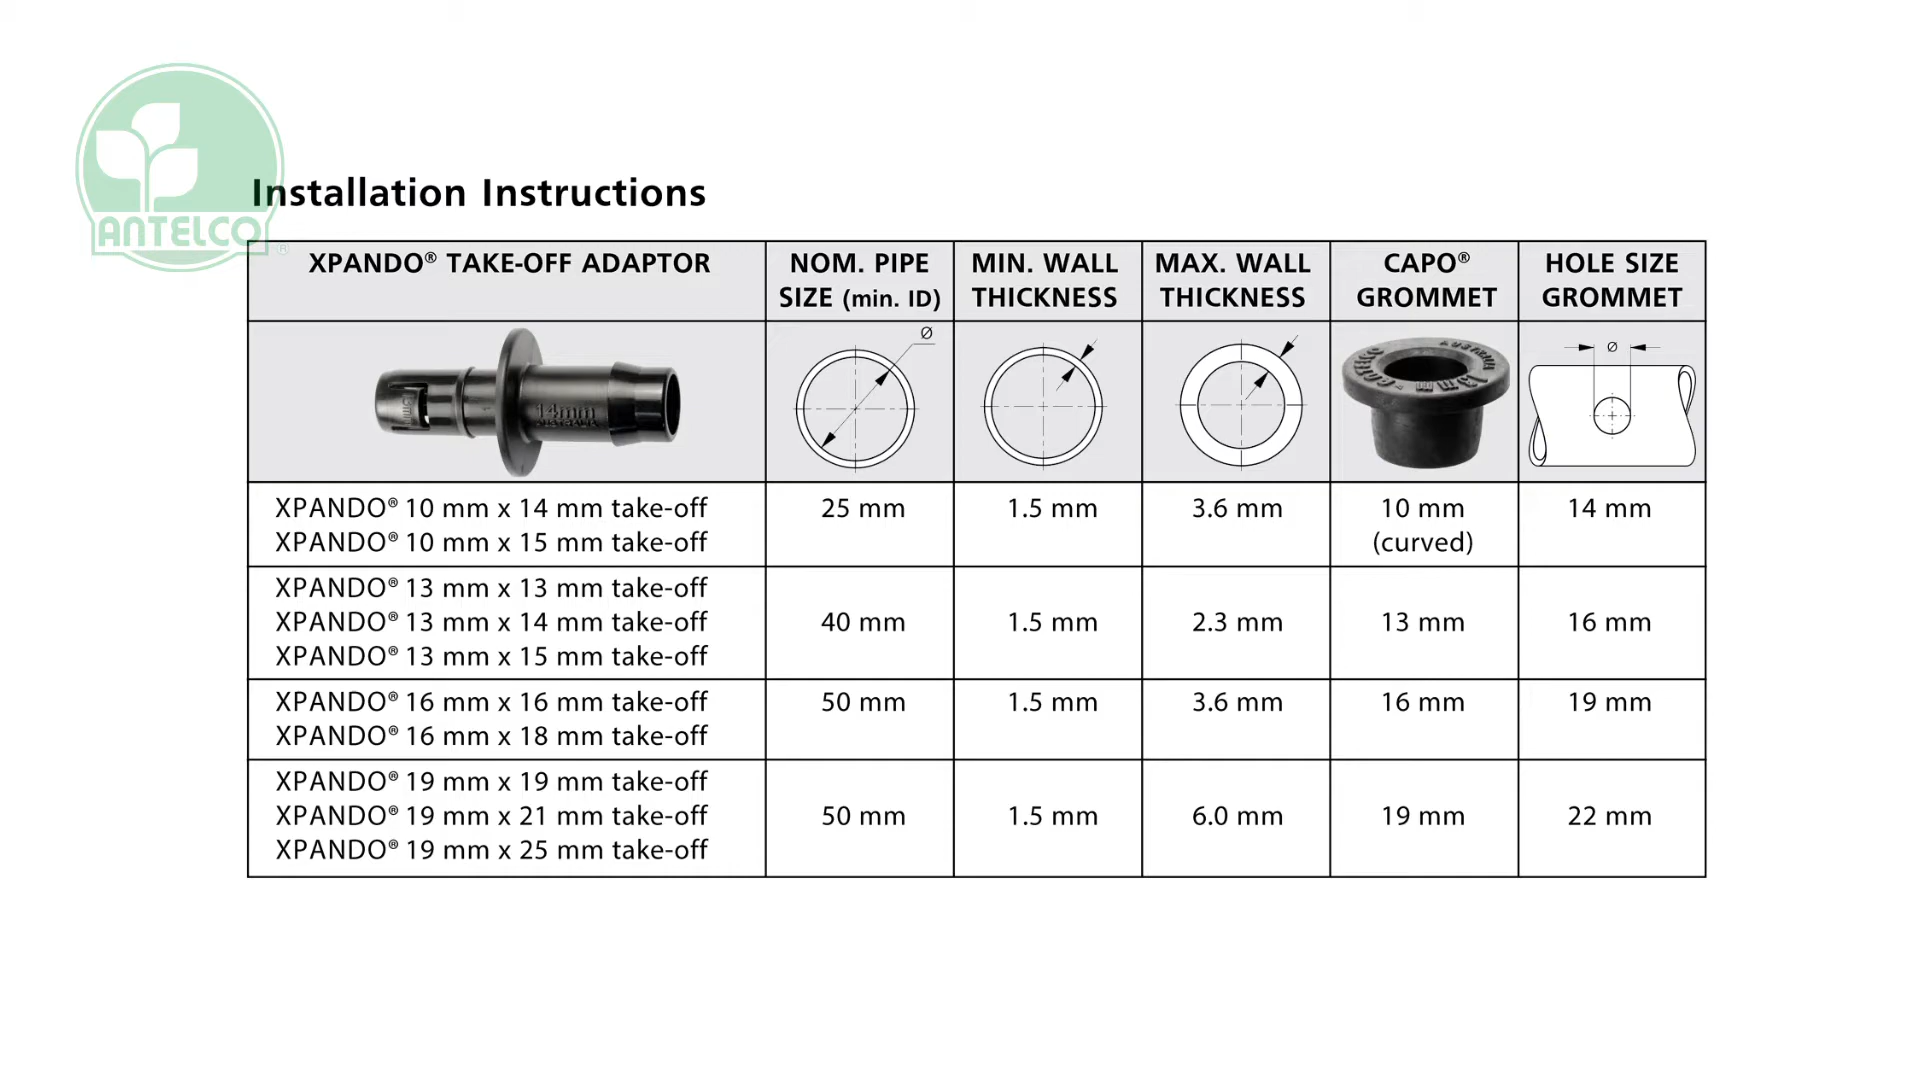 ANTELCO ®
Installation Instructions
XPANDO® TAKE-OFF ADAPTOR
NOM. PIPE
SIZE (min. ID)
MIN. WALL
THICKNESS
MAX. WALL
THICKNESS
CAPO®
GROMMET
HOLE SIZE
GROMMET
13mm
14mm
AUSTRALIA
Ø
13mm
ANTELCO
AUSTRALIA
Ø
XPANDO® 10 mm x 14 mm take-off
XPANDO® 10 mm x 15 mm take-off
25 mm
1.5 mm
3.6 mm
10 mm
(curved)
14 mm
XPANDO® 13 mm x 13 mm take-off
XPANDO® 13 mm x 14 mm take-off
XPANDO® 13 mm x 15 mm take-off
40 mm
1.5 mm
2.3 mm
13 mm
16 mm
XPANDO® 16 mm x 16 mm take-off
XPANDO® 16 mm x 18 mm take-off
50 mm
1.5 mm
3.6 mm
16 mm
19 mm
XPANDO® 19 mm x 19 mm take-off
XPANDO® 19 mm x 21 mm take-off
XPANDO® 19 mm x 25 mm take-off
50 mm
1.5 mm
6.0 mm
19 mm
22 mm